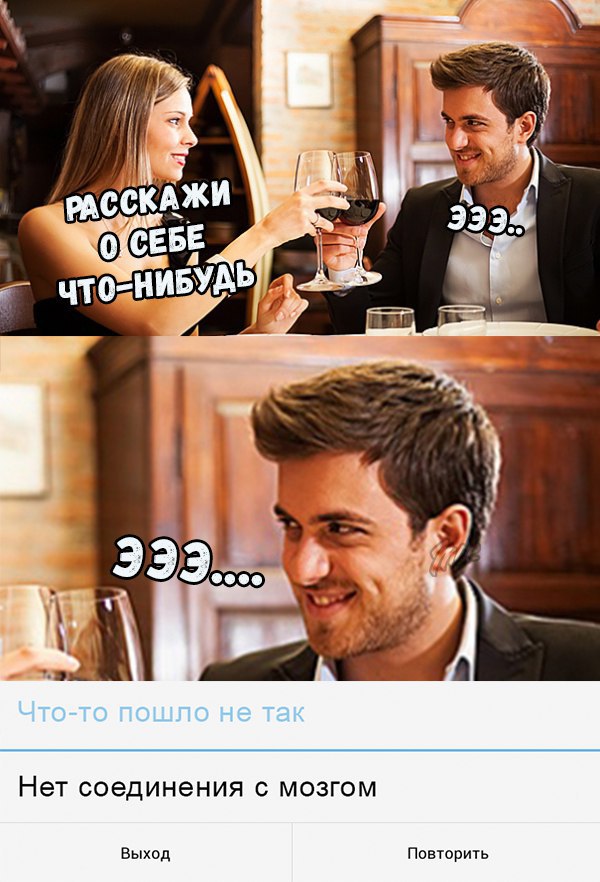 РАССКАЖИ
О СЕБЕ
ЧТО-НИБУДЬ
ЭЭЭ..
ЭЭЭ....
Что-то пошло не так
Нет соединения с мозгом
Выход
Повторить